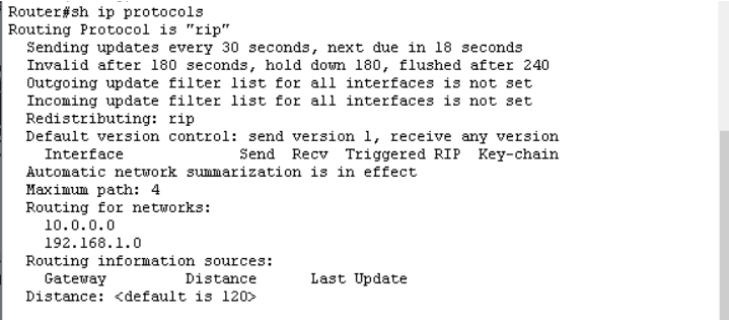 Router#sh ip protocols
Routing Protocol is "rip"
Sending updates every 30 seconds, next due in 18 seconds
Invalid after 180 seconds, hold down 180, flushed after 240
Outgoing update filter list for all interfaces is not set
Incoming update filter list for all interfaces is not set
Redistributing: rip
Default version control: send version 1, receive any version
Interface Send Recv Triggered RIP Key-chain
Automatic network summarization is in effect
Maximum path: 4
Routing for networks:
10.0.0.0
192.168.1.0
Routing information sources:
Gateway Distance Last Update
Distance: <default is 120>